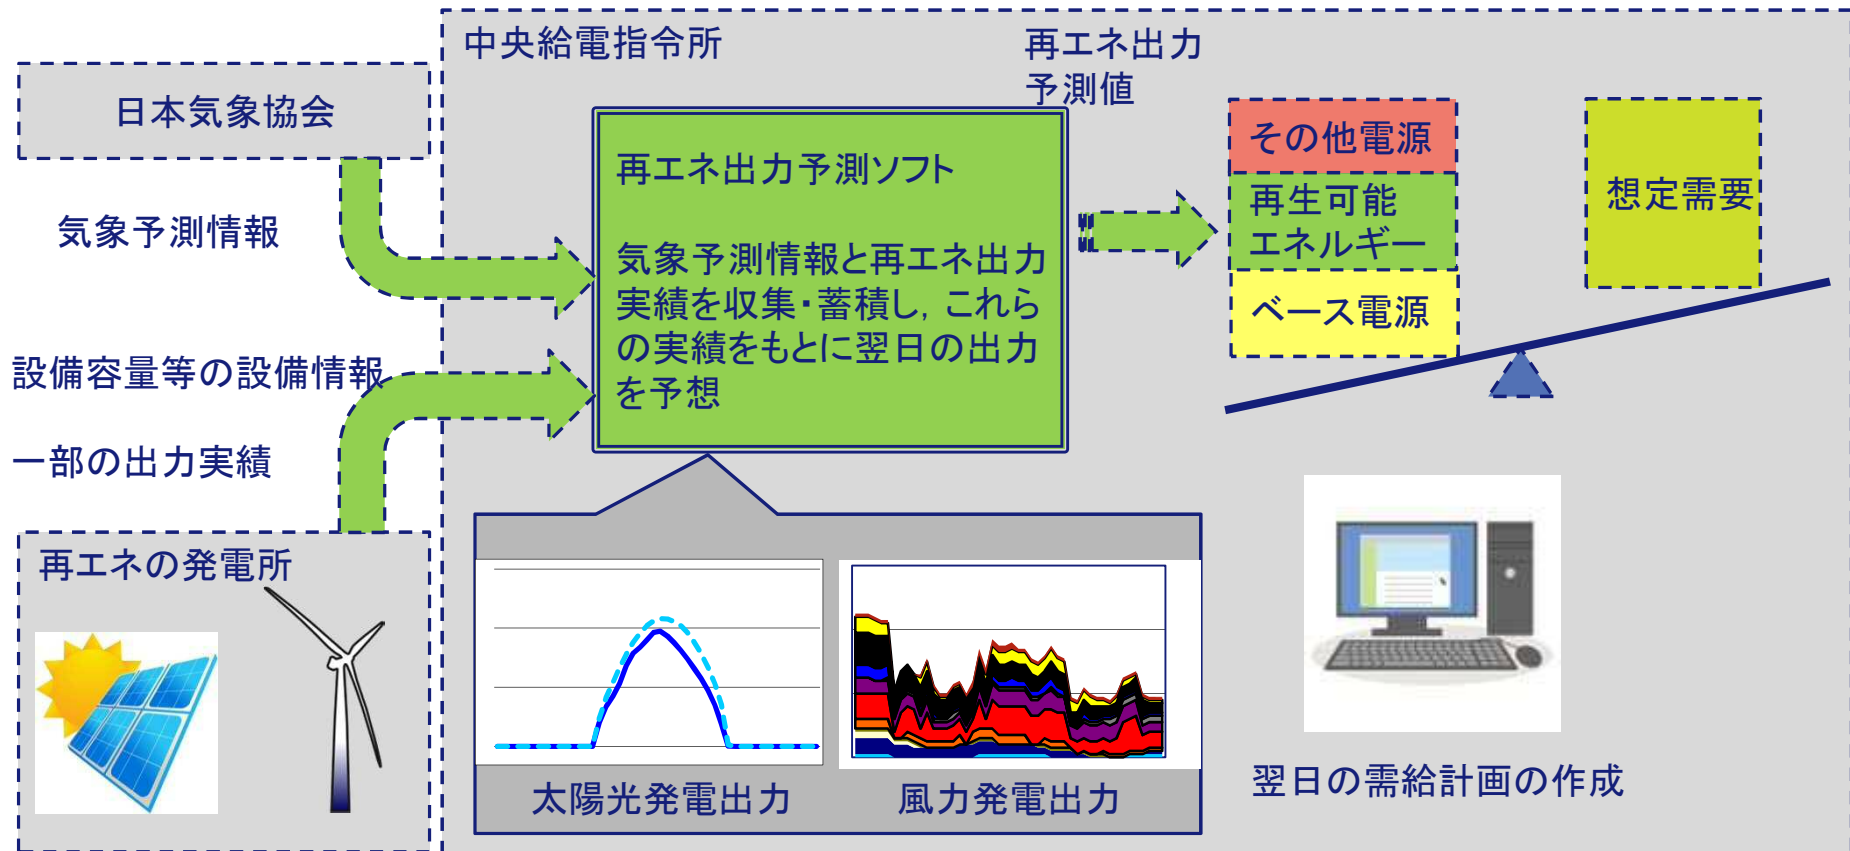 中央給電指令所
再エネ出力
予測値
日本気象協会
気象予測情報
設備容量等の設備情報
一部の出力実績
再エネの発電所
再エネ出力予測ソフト
気象予測情報と再エネ出力
実績を収集・蓄積し，これら
の実績をもとに翌日の出力
を予想
その他電源
再生可能
エネルギー
ベース電源
想定需要
太陽光発電出力
風力発電出力
翌日の需給計画の作成